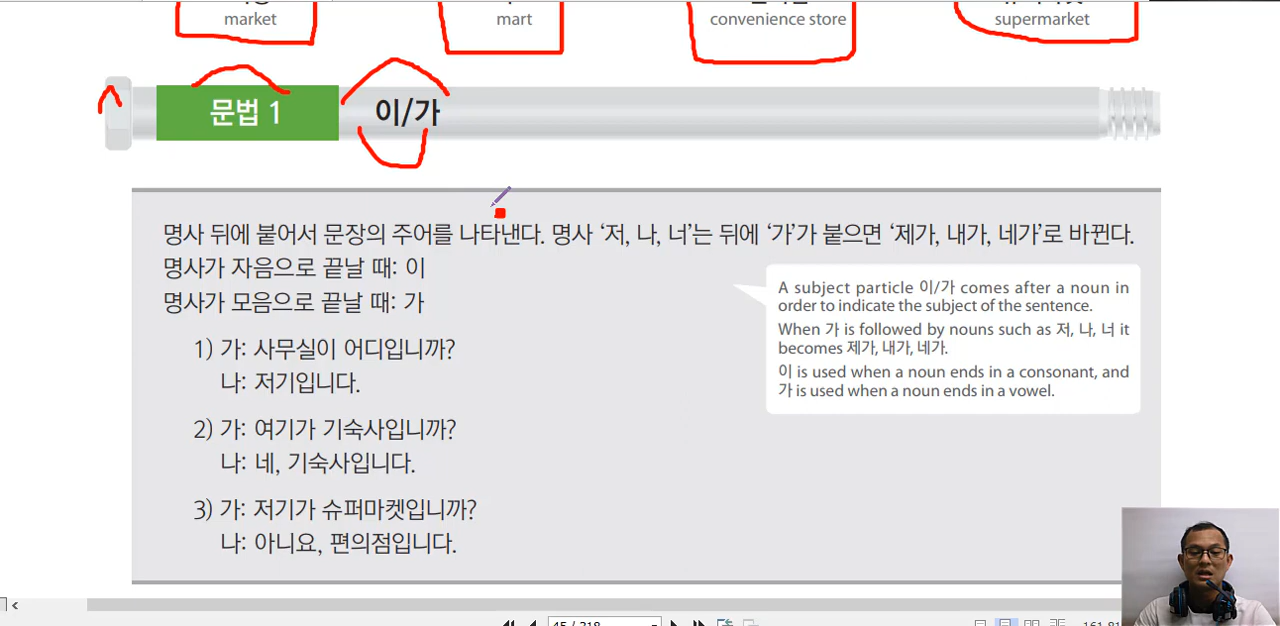 market
mart
convenience store
supermarket
문법 1
이/가
명사 뒤에 붙어서 문장의 주어를 나타낸다. 명사 ‘저, 나, 너’는 뒤에 ‘가’가 붙으면 ‘제가, 내가, 네가’로 바뀐다.
명사가 자음으로 끝날 때: 이
명사가 모음으로 끝날 때: 가
A subject particle 이/가 comes after a noun in
order to indicate the subject of the sentence.
When 가 is followed by nouns such as 저, 나, 너 it
becomes 제가, 내가, 네가.
이 is used when a noun ends in a consonant, and
가 is used when a noun ends in a vowel.
1) 가: 사무실이 어디입니까?
나: 저기입니다.
2) 가: 여기가 기숙사입니까?
나: 네, 기숙사입니다.
3) 가: 저기가 슈퍼마켓입니까?
나: 아니요, 편의점입니다.
45 / 318